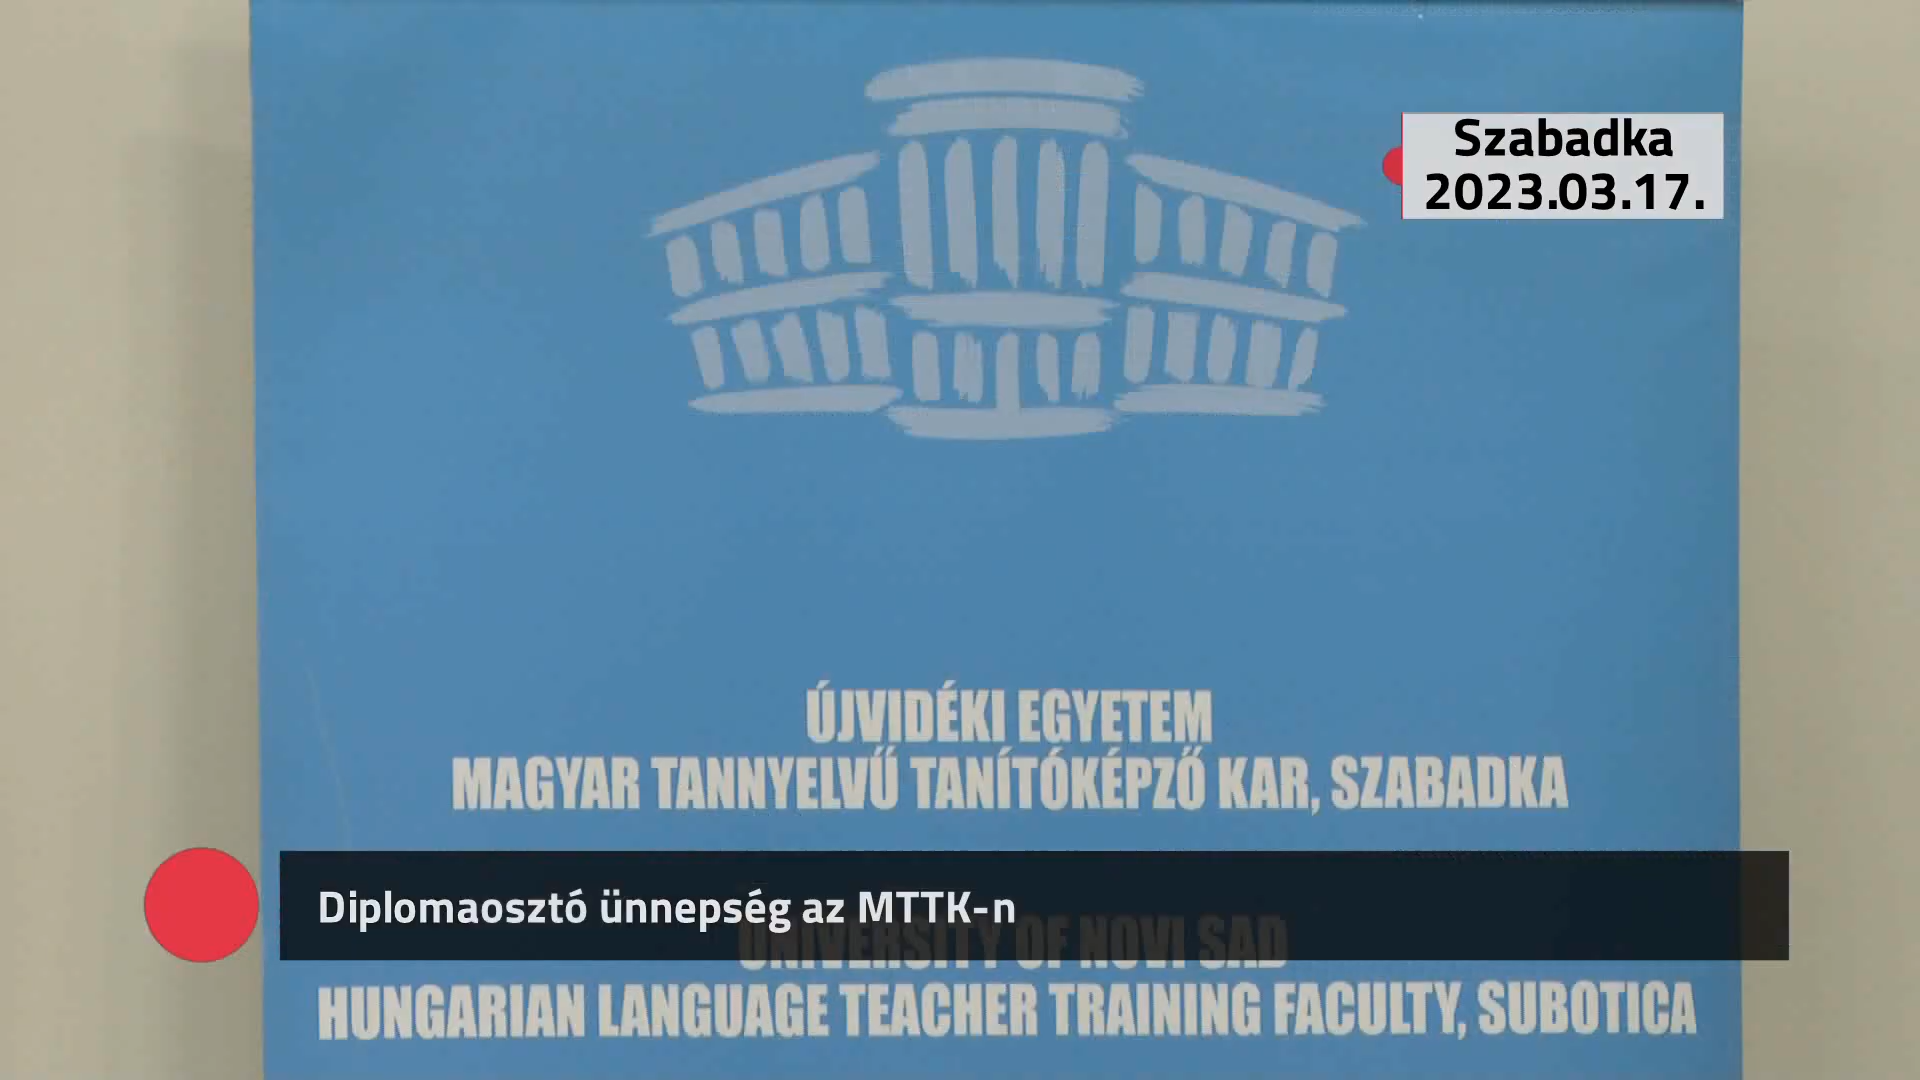 Szabadka
2023.03.17.
ÚJVIDÉKI EGYETEM
MAGYAR TANNYELVŰ TANÍTÓKÉPZŐ KAR, SZABADKA
Diplomaosztó ünnepség az MTTK-n
UNIVERSITY OF NOVI SAD
HUNGARIAN LANGUAGE TEACHER TRAINING FACULTY, SUBOTICA